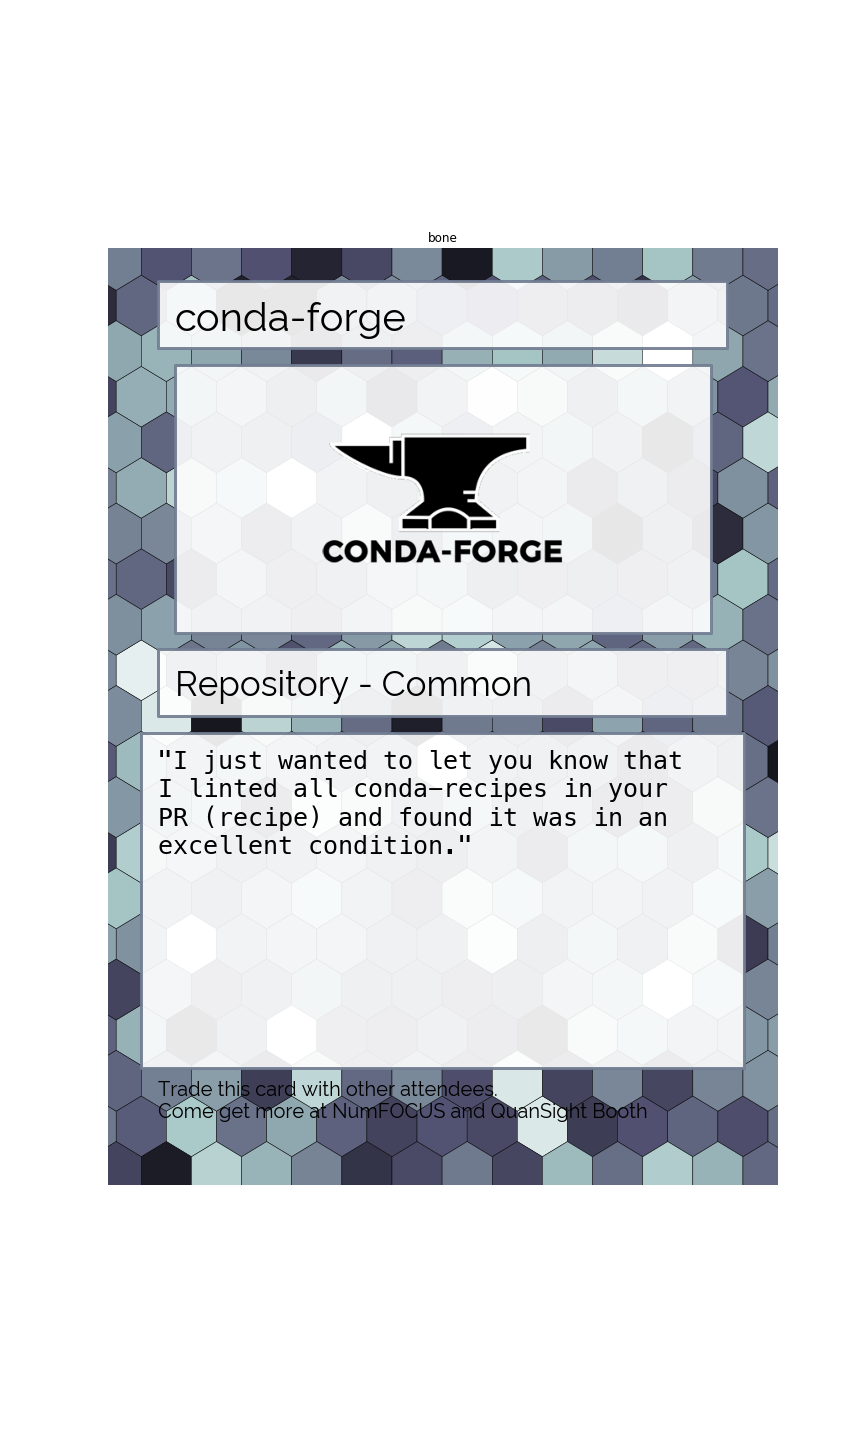 bone
conda-forge
CONDA-FORGE
Repository - Common
"I just wanted to let you know that
I linted all conda−recipes in your
PR (recipe) and found it was in an
excellent condition."
Trade this card with other attendees.
Come get more at NumFOCUS and QuanSight Booth